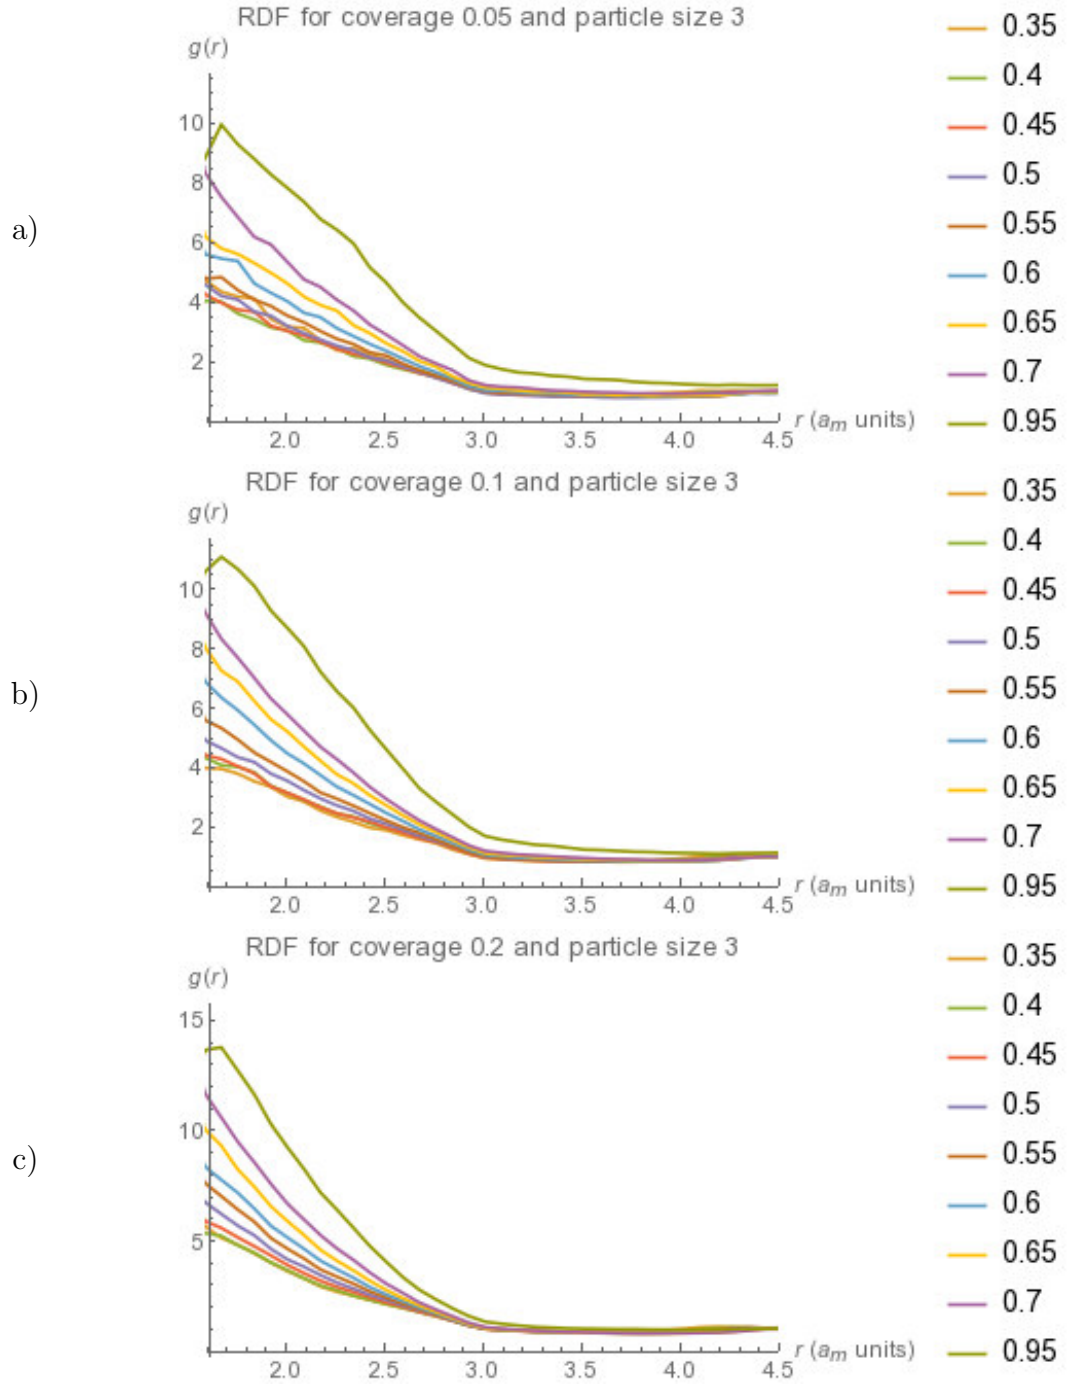 a)
RDF for coverage 0.05 and particle size 3
g(r)
10
8
6
4
2
2.0 2.5 3.0 3.5 4.0 4.5
r (a_m units)
0.35
0.4
0.45
0.5
0.55
0.6
0.65
0.7
0.95
b)
RDF for coverage 0.1 and particle size 3
g(r)
10
8
6
4
2
2.0 2.5 3.0 3.5 4.0 4.5
r (a_m units)
0.35
0.4
0.45
0.5
0.55
0.6
0.65
0.7
0.95
c)
RDF for coverage 0.2 and particle size 3
g(r)
15
10
5
2.0 2.5 3.0 3.5 4.0 4.5
r (a_m units)
0.35
0.4
0.45
0.5
0.55
0.6
0.65
0.7
0.95